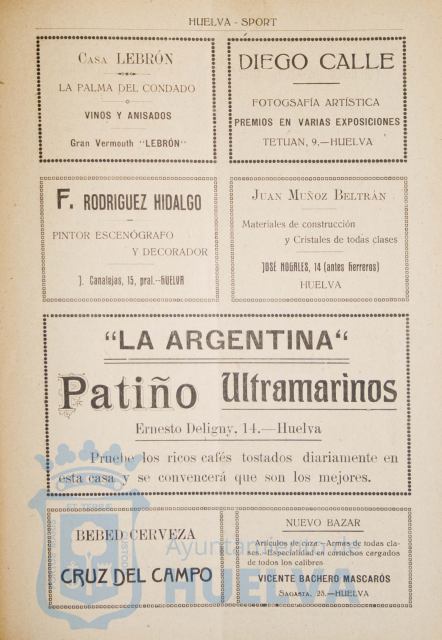 HUELVA - SPORT
CASA LEBRÓN
LA PALMA DEL CONDADO
VINOS Y ANISADOS
Gran Vermouth "LEBRÓN"
DIEGO CALLE
FOTOGSAFÍA ARTÍSTICA
PREMIOS EN VARIAS EXPOSICIONES
TETUAN, 9.—HUELVA
F. RODRIGUEZ HIDALGO
PINTOR ESCENÓGRAFO
Y DECORADOR
J. Canalejas, 15, pral.--HUELVA
JUAN MUÑOZ BELTRÁN
Materiales de construcción
y Cristales de todas clases
JOSÉ NOGALES, 14 (antes Herreros)
HUELVA
"LA ARGENTINA"
Patiño Ultramarinos
Ernesto Deligny, 14.—Huelva
Pruebe los ricos cafés tostados diariamente en
esta casa y se convencerá que son los mejores.
BEBED CERVEZA
CRUZ DEL CAMPO
NUEVO BAZAR
Artículos de caza.-Armas de todas cla-
ses.-Especialidad en cartuchos cargados
de todos los calibres
VICENTE BACHERO MASCARÓS
SAGASTA, 25.—HUELVA
Ayuntamiento de
HUELVA